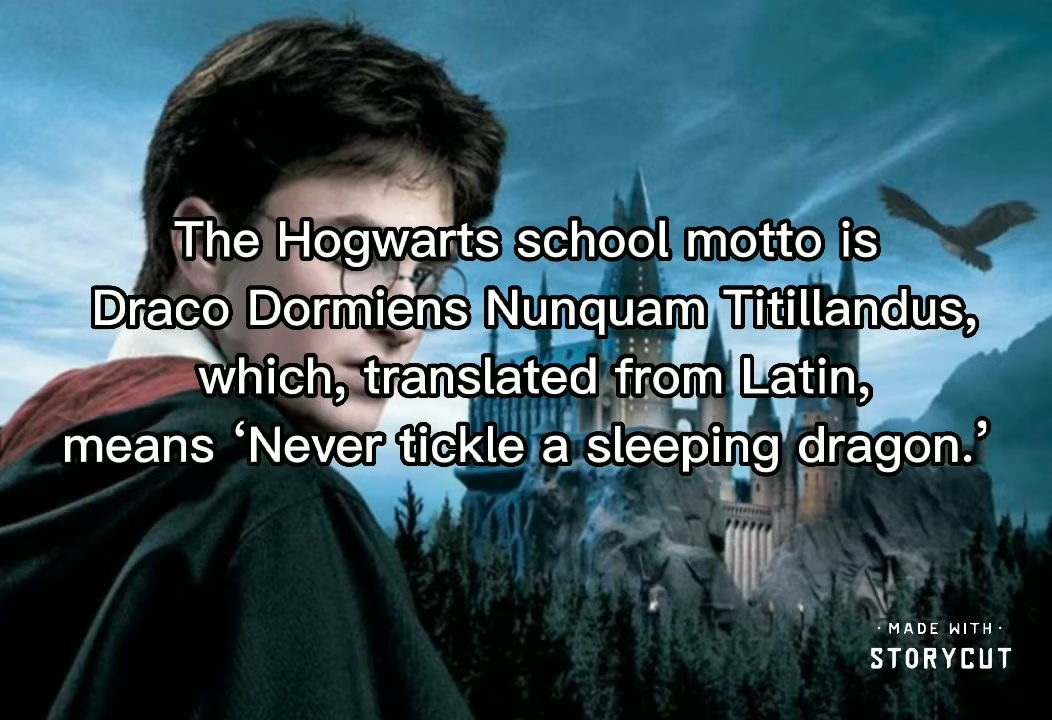 The Hogwarts school motto is
Draco Dormiens Nunquam Titillandus,
which, translated from Latin,
means ‘Never tickle a sleeping dragon.’
· MADE WITH ·
STORYCUT